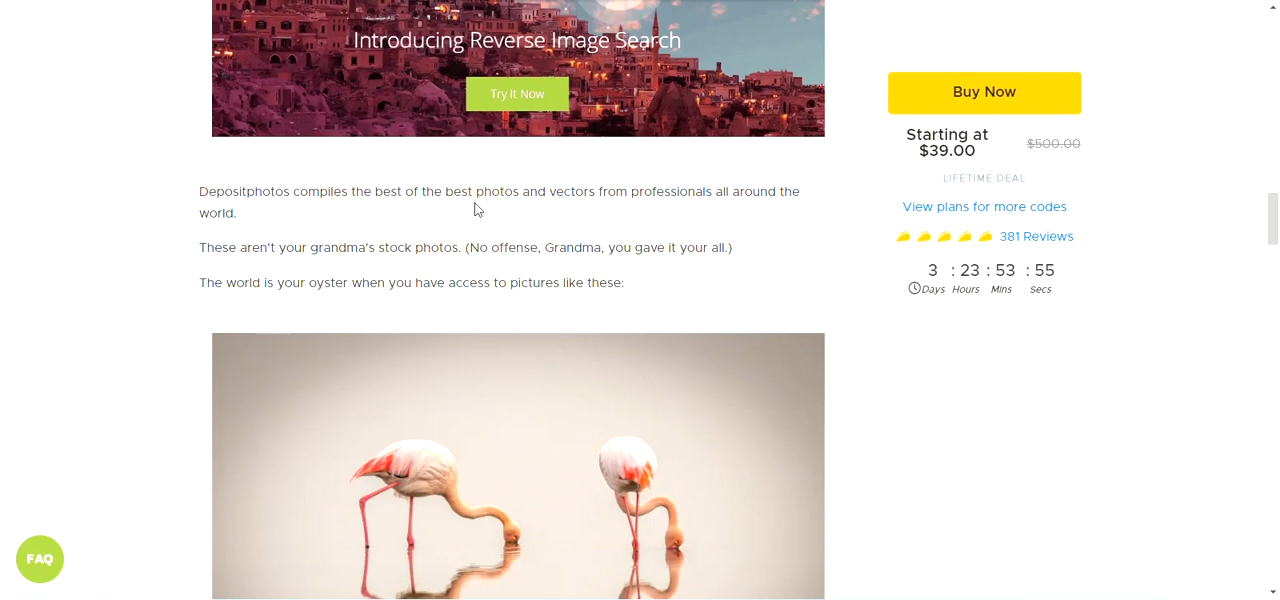 Introducing Reverse Image Search
Try It Now
Depositphotos compiles the best of the best photos and vectors from professionals all around the
world.
These aren't your grandma's stock photos. (No offense, Grandma, you gave it your all.)
The world is your oyster when you have access to pictures like these:
Buy Now
Starting at
$39.00
$500.00
LIFETIME DEAL
View plans for more codes
381 Reviews
3 : 23 : 53 : 55
Days Hours Mins Secs
FAQ